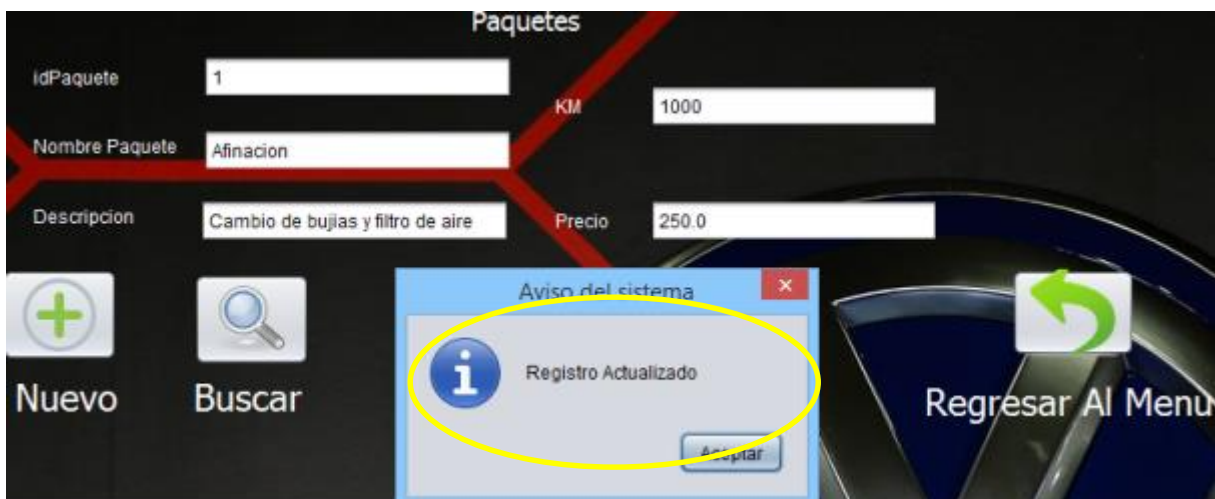 Paquetes
idPaquete 1
KM 1000
Nombre Paquete Afinacion
Descripcion Cambio de bujias y filtro de aire
Precio 250.0
Aviso del sistema
Registro Actualizado
Aceptar
Nuevo
Buscar
Regresar Al Menu